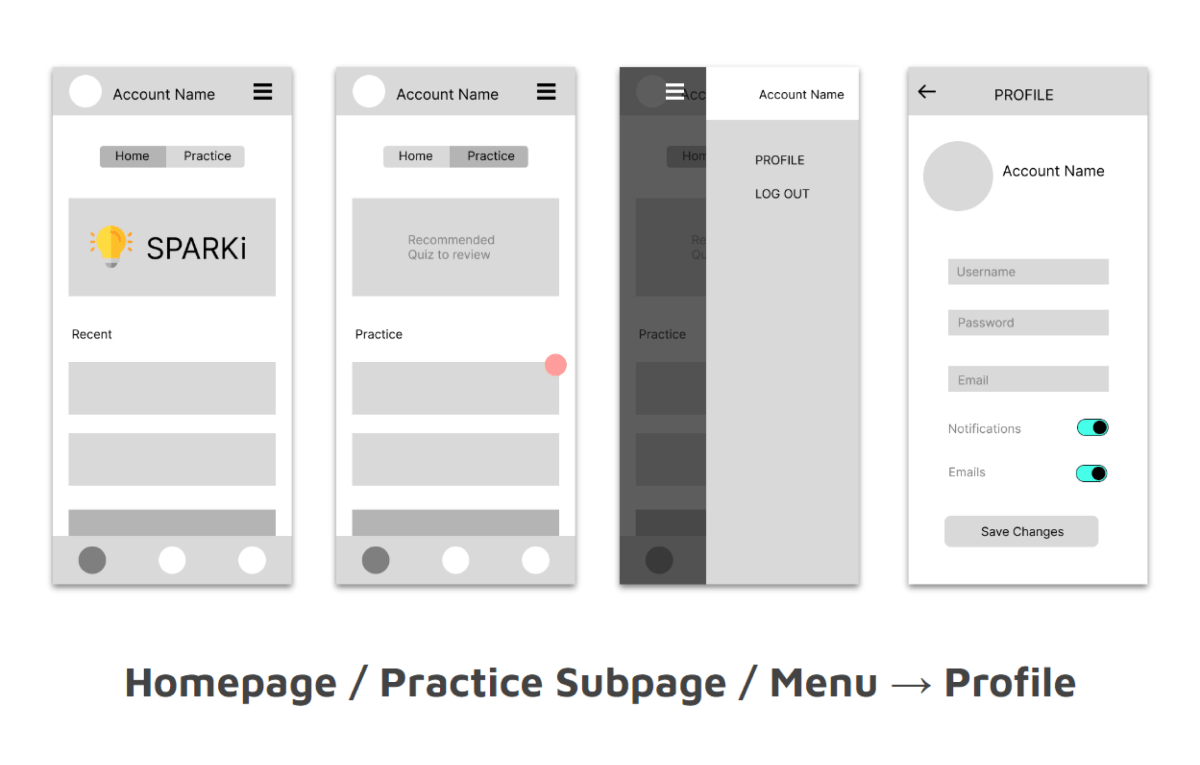 Account Name
Home Practice
SPARKi
Recent
Account Name
Home Practice
Recommended
Quiz to review
Practice
Acc
Hom
Re
Qu
Practice
Account Name
PROFILE
LOG OUT
PROFILE
Account Name
Username
Password
Email
Notifications
Emails
Save Changes
Homepage / Practice Subpage / Menu → Profile